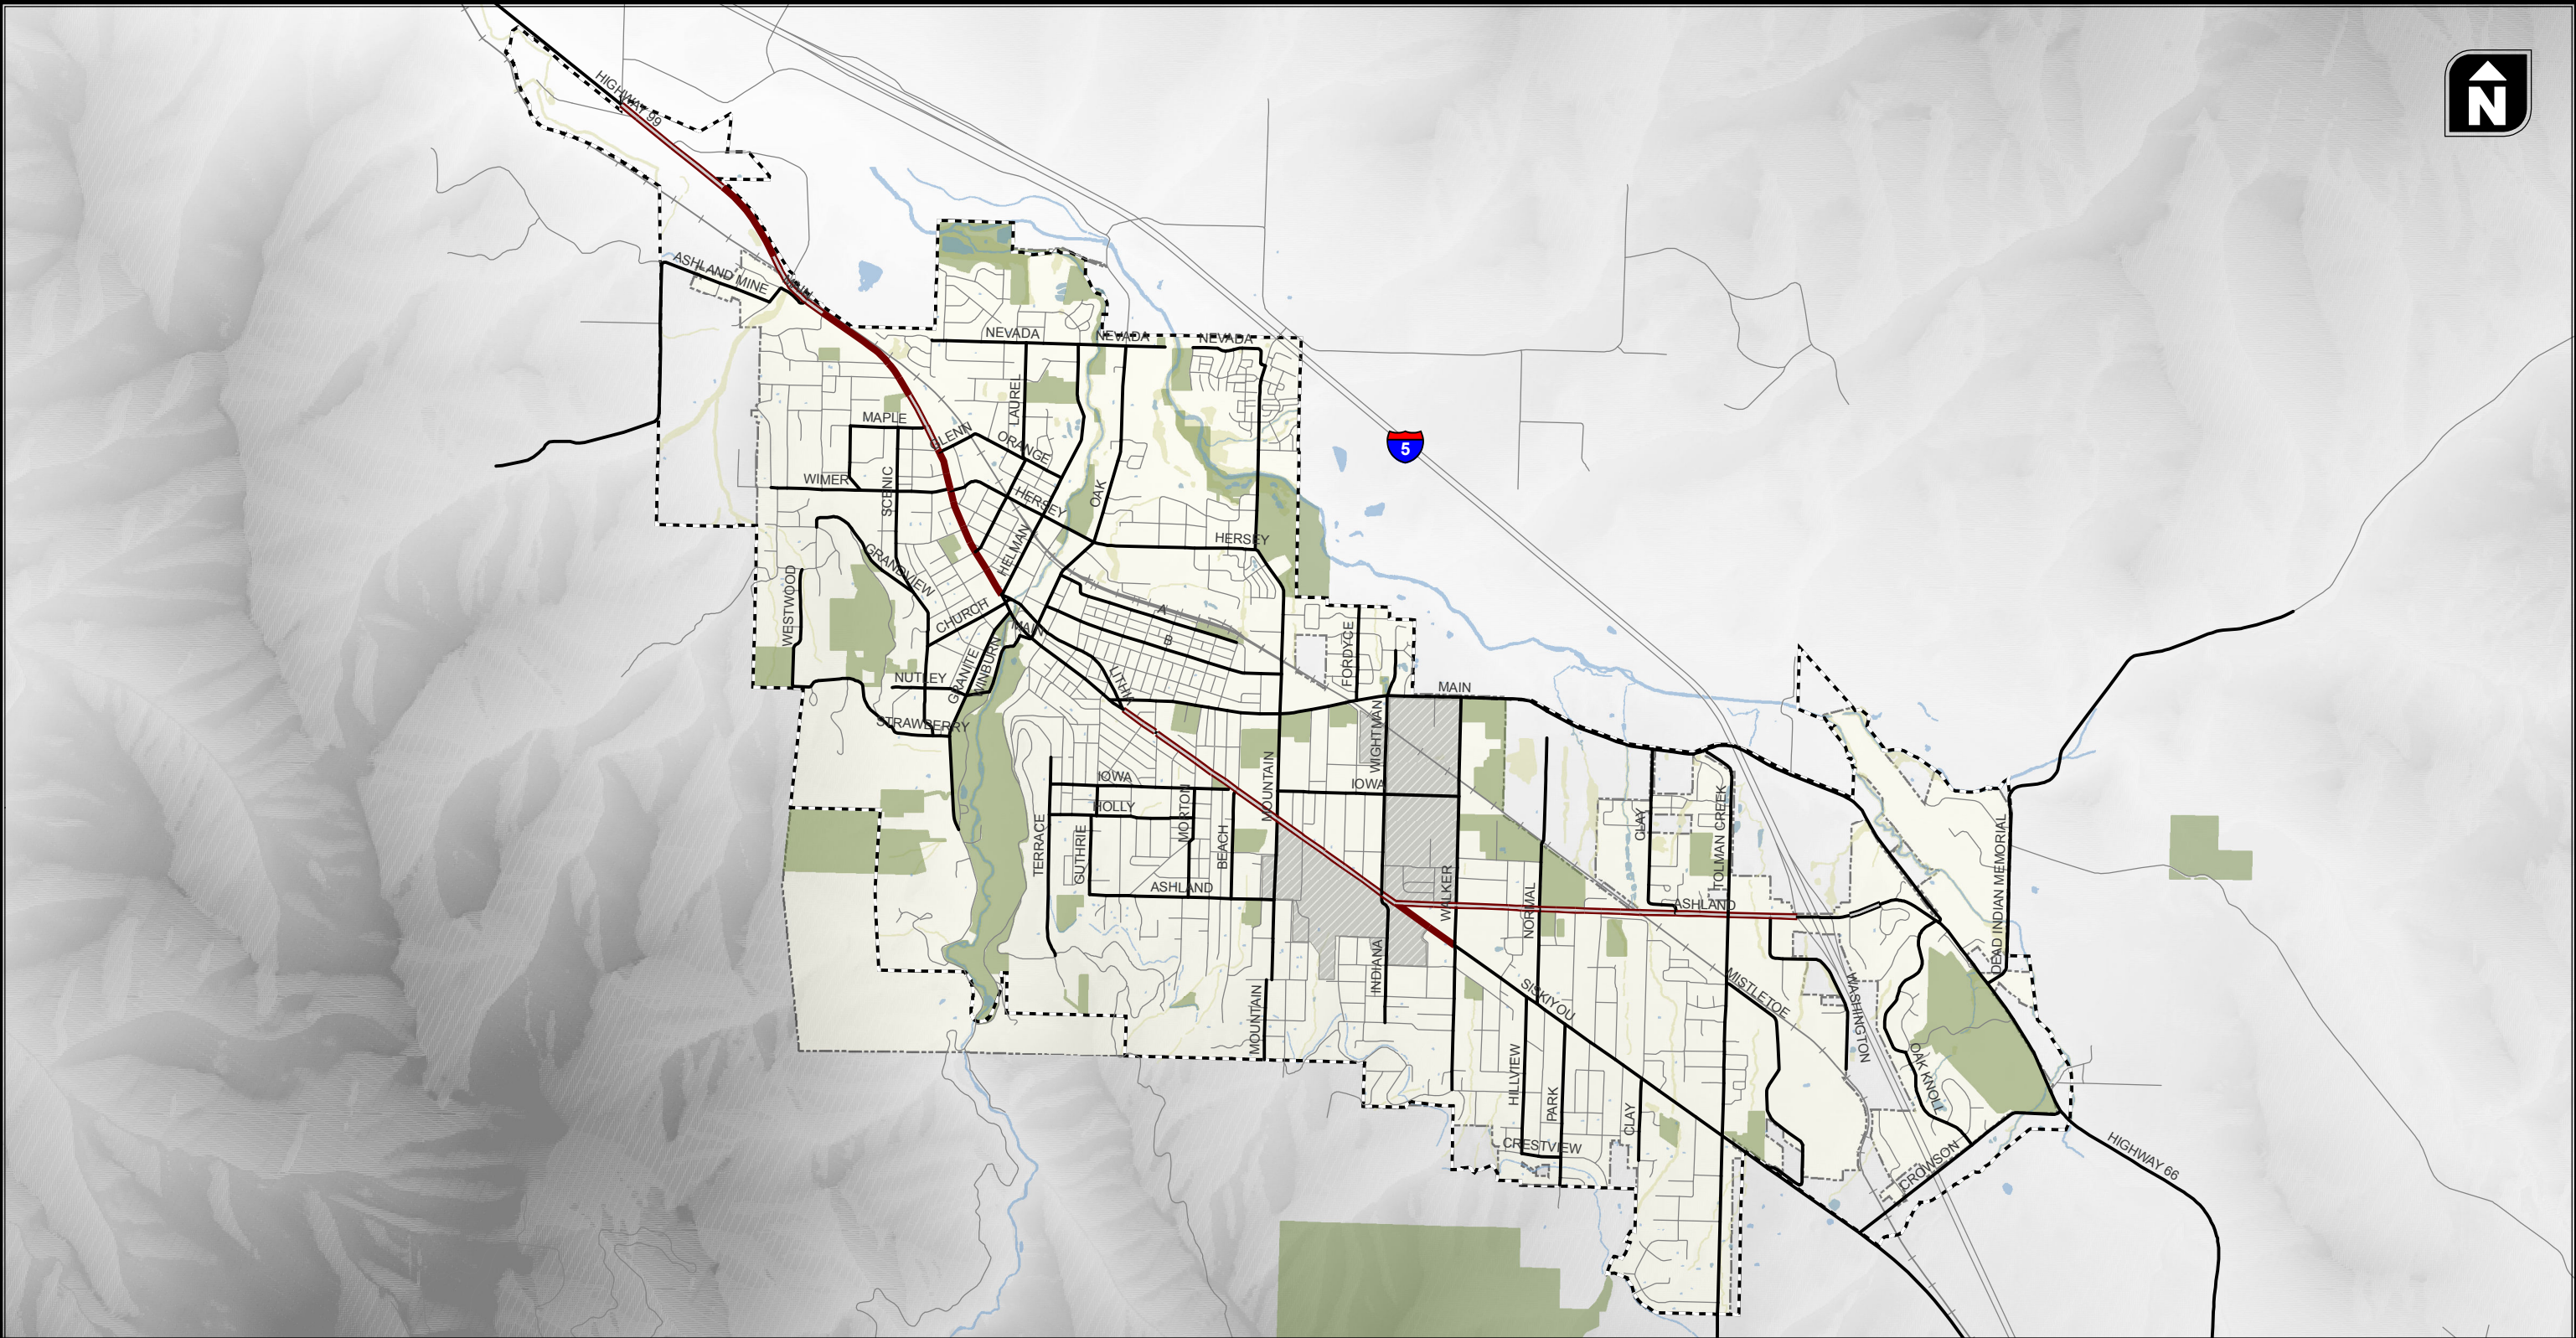 HIGHWAY 99
N
ASHLAND MINE
MAIN
NEVADA
NEVADA
NEVADA
LAUREL
MAPLE
GLENN
ORANGE
5
WIMER
SCENIC
HERSEY
OAK
HERSEY
HELMAN
GRANDVIEW
WESTWOOD
CHURCH
MAIN
A
B
FORDYCE
GRANITE
WINBURN
NUTLEY
LITHIA
MAIN
STRAWBERRY
WIGHTMAN
IOWA
MOUNTAIN
IOWA
HOLLY
MORTON
TERRACE
GUTHRIE
BEACH
CLAY
TOLMAN CREEK
DEAD INDIAN MEMORIAL
ASHLAND
WALKER
NORMAL
ASHLAND
INDIANA
MOUNTAIN
SISKIYOU
MISTLETOE
WASHINGTON
HILLVIEW
PARK
CLAY
OAK KNOLL
CRESTVIEW
CROWSON
HIGHWAY 66